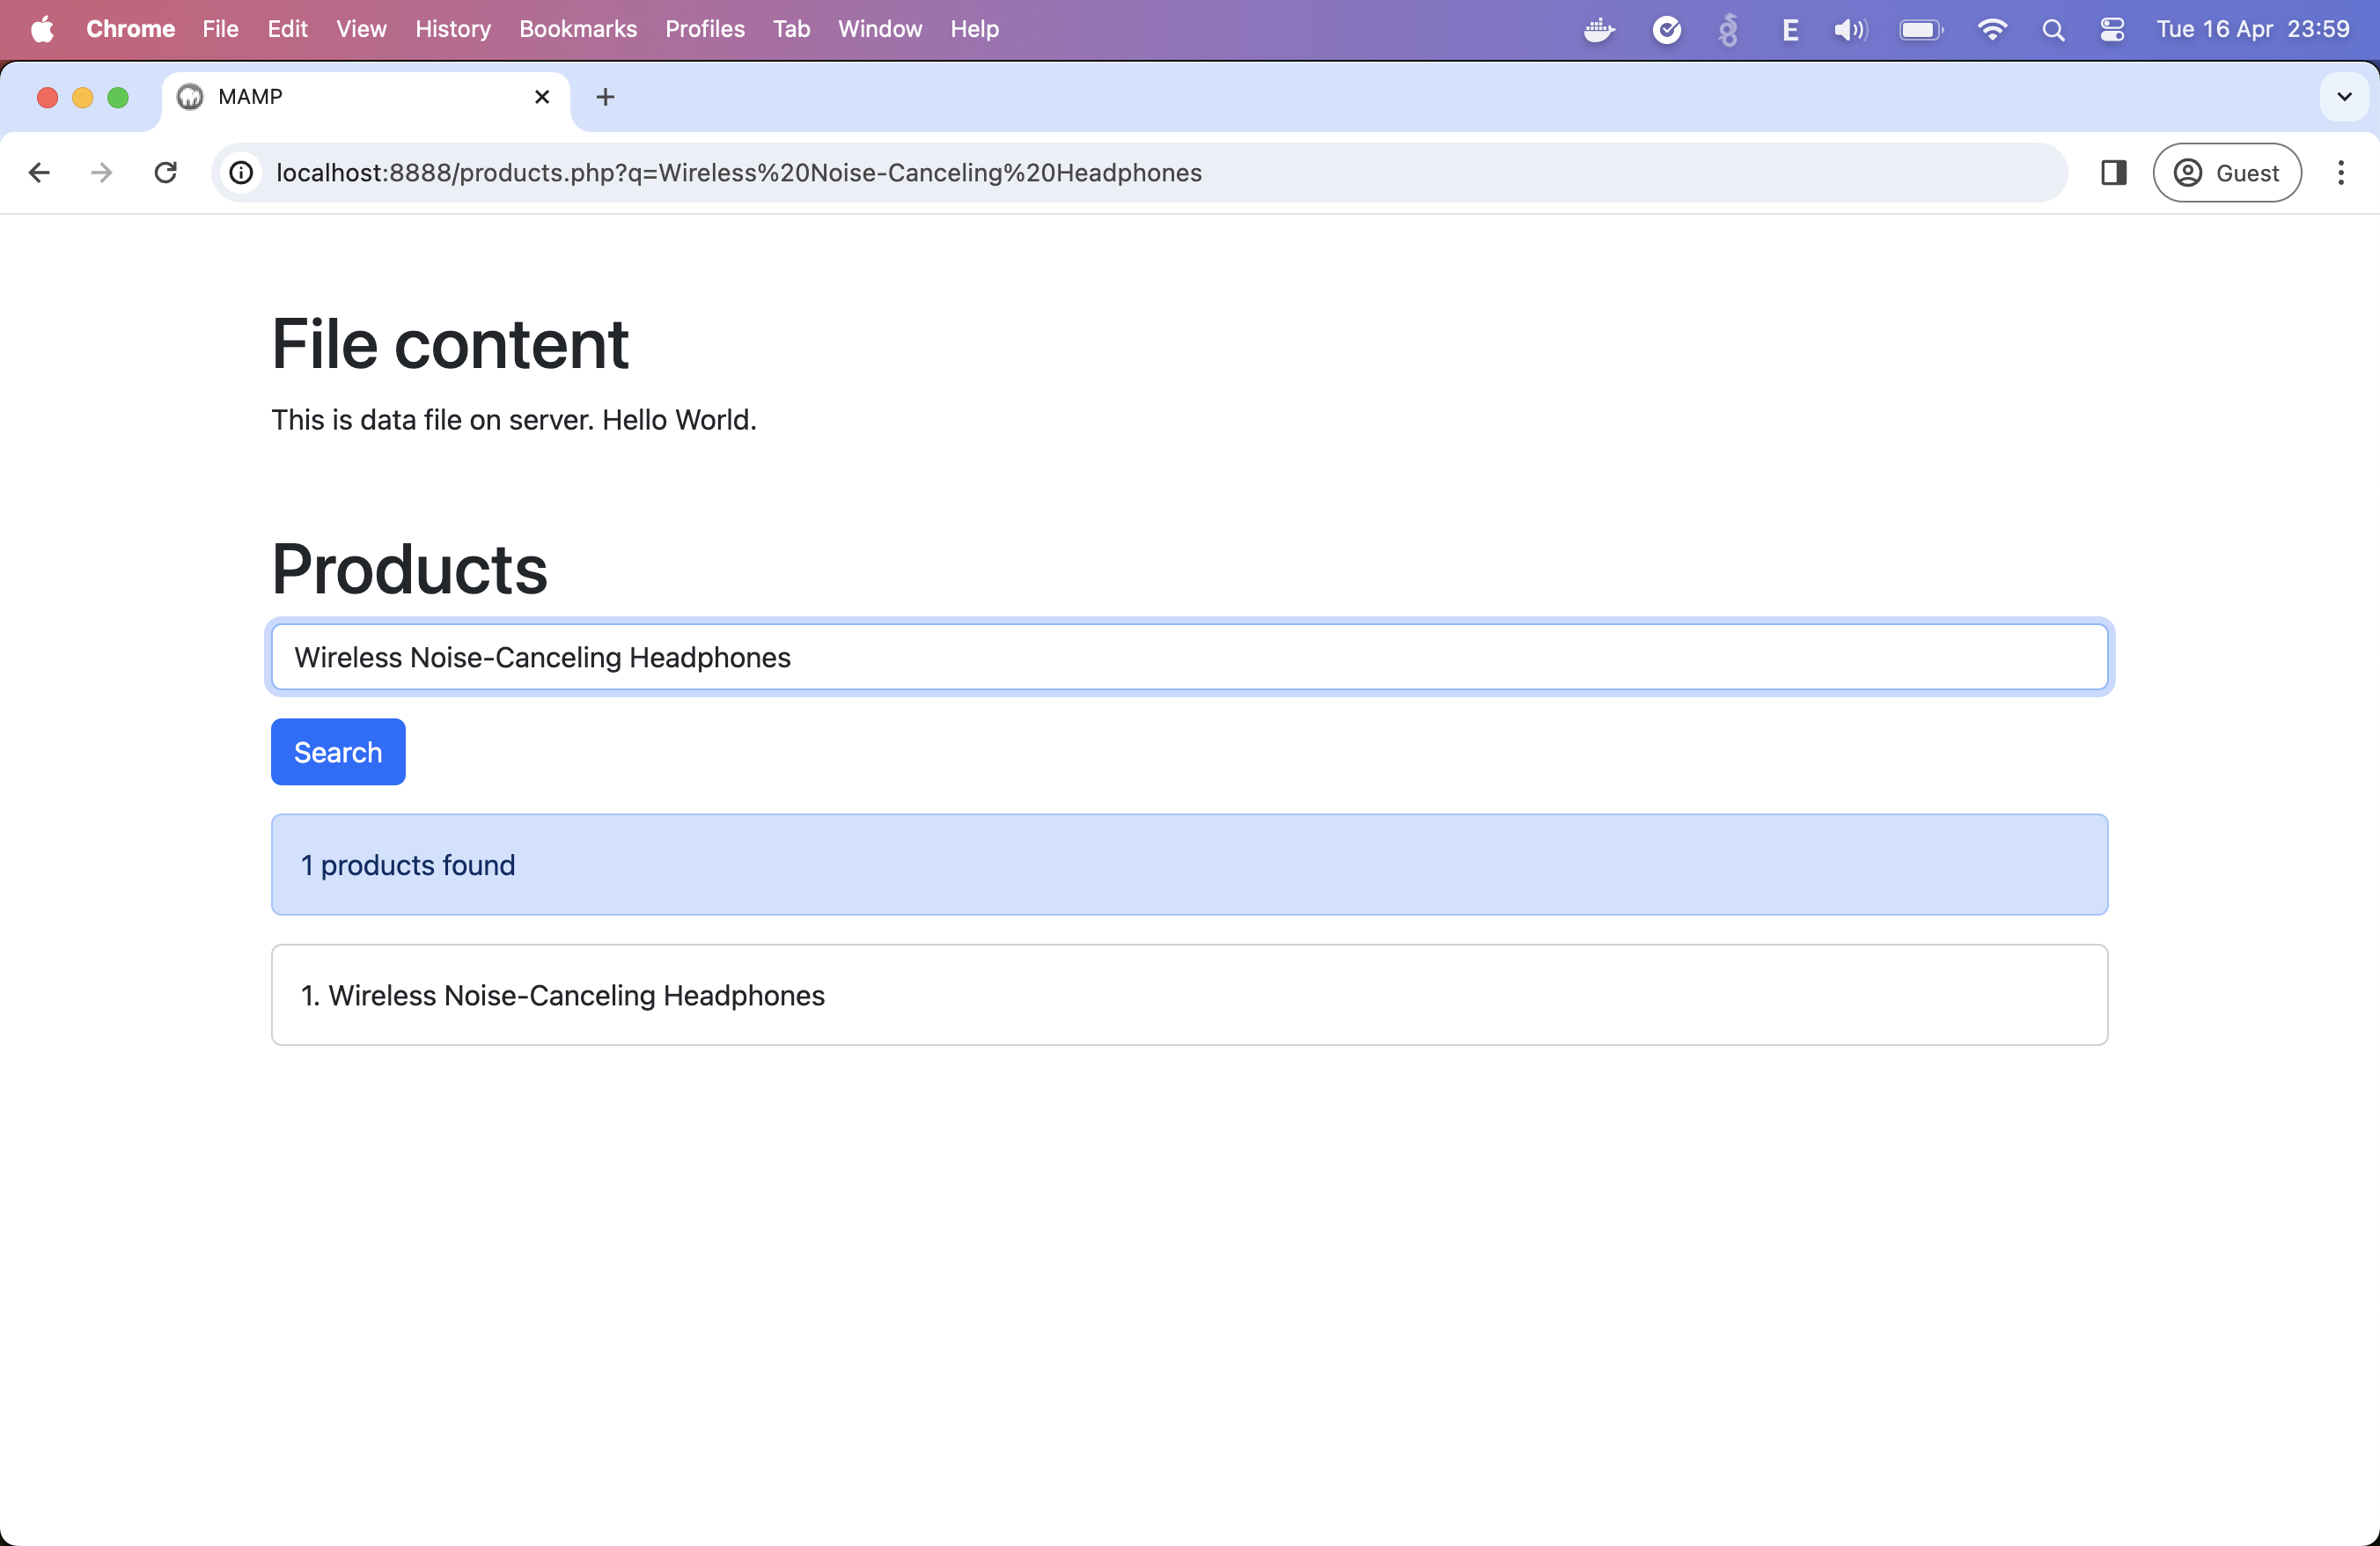 Chrome File Edit View History Bookmarks Profiles Tab Window Help E Tue 16 Apr 23:59
MAMP
localhost:8888/products.php?q=Wireless%20Noise-Canceling%20Headphones Guest
File content
This is data file on server. Hello World.
Products
Wireless Noise-Canceling Headphones
Search
1 products found
1. Wireless Noise-Canceling Headphones